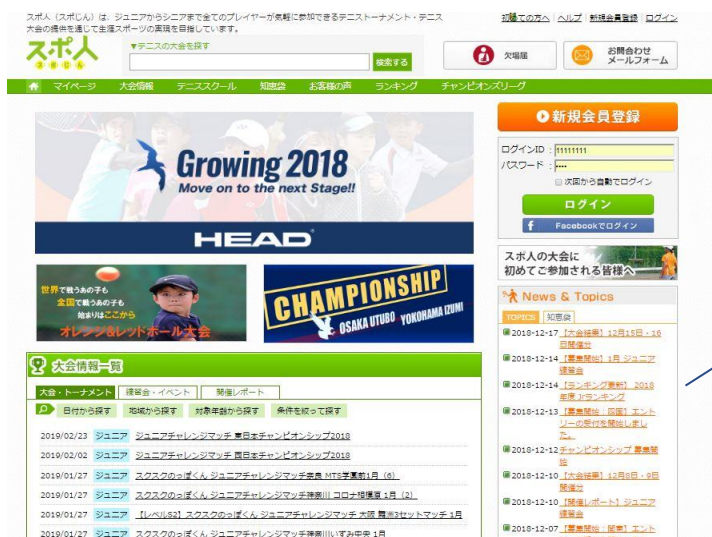 スポ人（スポじん）は、ジュニアからシニアまで全てのプレイヤーが気軽に参加できるテニストーナメント・テニス
大会の提供を通じて生涯スポーツの実現を目指しています。
初めての方へ ヘルプ 新規会員登録 ログイン
スポ人
スポじん
▼テニスの大会を探す
検索する
欠場届
お問合わせ
メールフォーム
マイページ 大会情報 テニススクール 知恵袋 お客様の声 ランキング チャンピオンズリーグ
Growing 2018
Move on to the next Stage!!
HEAD
世界で戦うあの子も
全国で戦うあの子も
始まりはここから
オレンジ&レッドボール大会
CHAMPIONSHIP
OSAKA UTUBO YOKOHAMA IZUMI
新規会員登録
ログインID : 11111111
パスワード : ••••
次回から自動でログイン
ログイン
f Facebookでログイン
スポ人の大会に
初めてご参加される皆様へ
News & Topics
TOPICS 知恵袋
2018-12-17 【大会結果】12月15日・16
日開催分
2018-12-14 【募集開始】1月 ジュニア
練習会
2018-12-14 【ランキング更新】 2018
年度 Jrランキング
2018-12-13 【募集開始：四国】エント
リーの受付を開始しまし
た。
2018-12-12 チャンピオンシップ 募集開
始
2018-12-10 【大会結果】12月8日・9日
開催分
2018-12-10 【開催レポート】ジュニア
練習会
2018-12-07 【募集開始：関東】エント
大会情報一覧
大会・トーナメント 練習会・イベント 開催レポート
日付から探す 地域から探す 対象年齢から探す 条件を絞って探す
2019/02/23 ジュニア ジュニアチャレンジマッチ 東日本チャンピオンシップ2018
2019/02/02 ジュニア ジュニアチャレンジマッチ 西日本チャンピオンシップ2018
2019/01/27 ジュニア スクスクのっぽくん ジュニアチャレンジマッチ奈良 MTS学園前1月（6）
2019/01/27 ジュニア スクスクのっぽくん ジュニアチャレンジマッチ神奈川 コロナ相模原 1月（2）
2019/01/27 ジュニア 【レベルS2】スクスクのっぽくん ジュニアチャレンジマッチ 大阪 舞洲3セットマッチ 1月
2019/01/27 ジュニア スクスクのっぽくん ジュニアチャレンジマッチ神奈川いずみ中央 1月